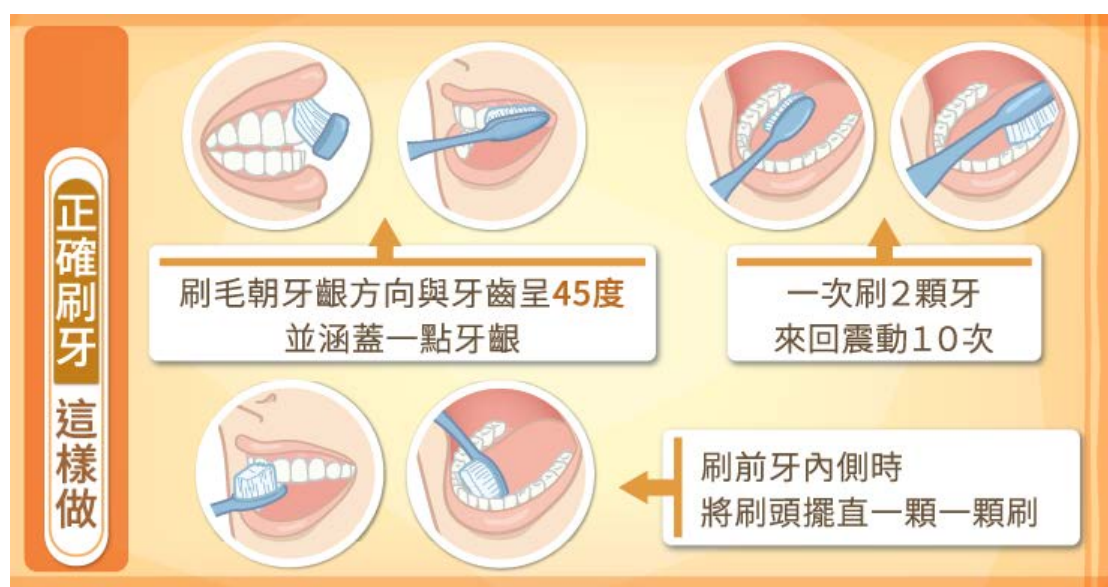 正確刷牙
這樣做
刷毛朝牙齦方向與牙齒呈45度
並涵蓋一點牙齦
一次刷2顆牙
來回震動10次
刷前牙內側時
將刷頭擺直一顆一顆刷